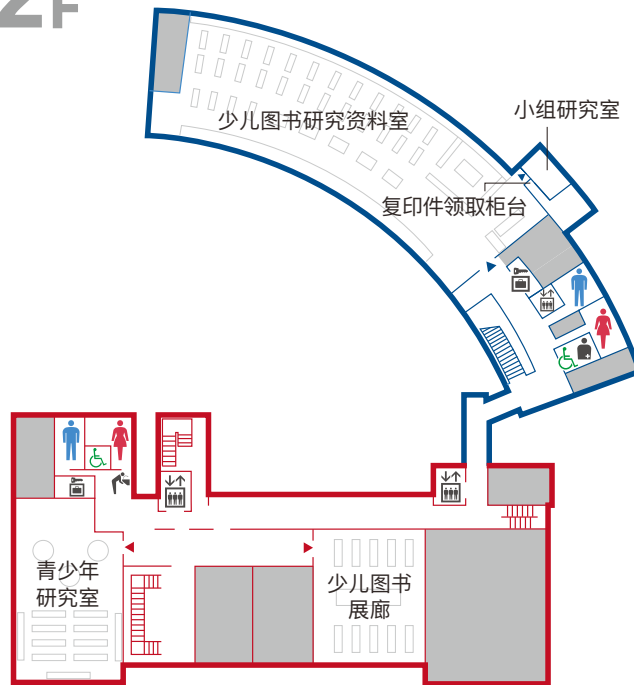 2F
少儿图书研究资料室
小组研究室
复印件领取柜台
青少年
研究室
少儿图书
展廊